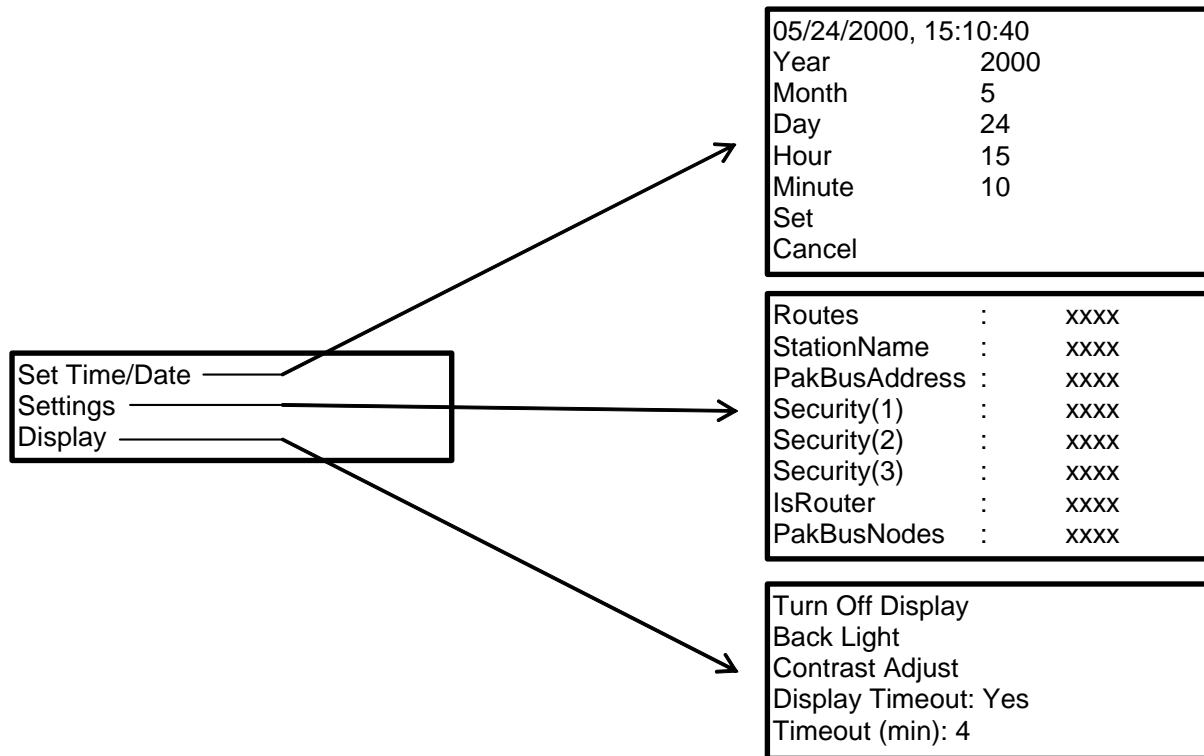 Set Time/Date
Settings
Display
05/24/2000, 15:10:40
Year 2000
Month 5
Day 24
Hour 15
Minute 10
Set
Cancel
Routes : xxxx
StationName : xxxx
PakBusAddress : xxxx
Security(1) : xxxx
Security(2) : xxxx
Security(3) : xxxx
IsRouter : xxxx
PakBusNodes : xxxx
Turn Off Display
Back Light
Contrast Adjust
Display Timeout: Yes
Timeout (min): 4